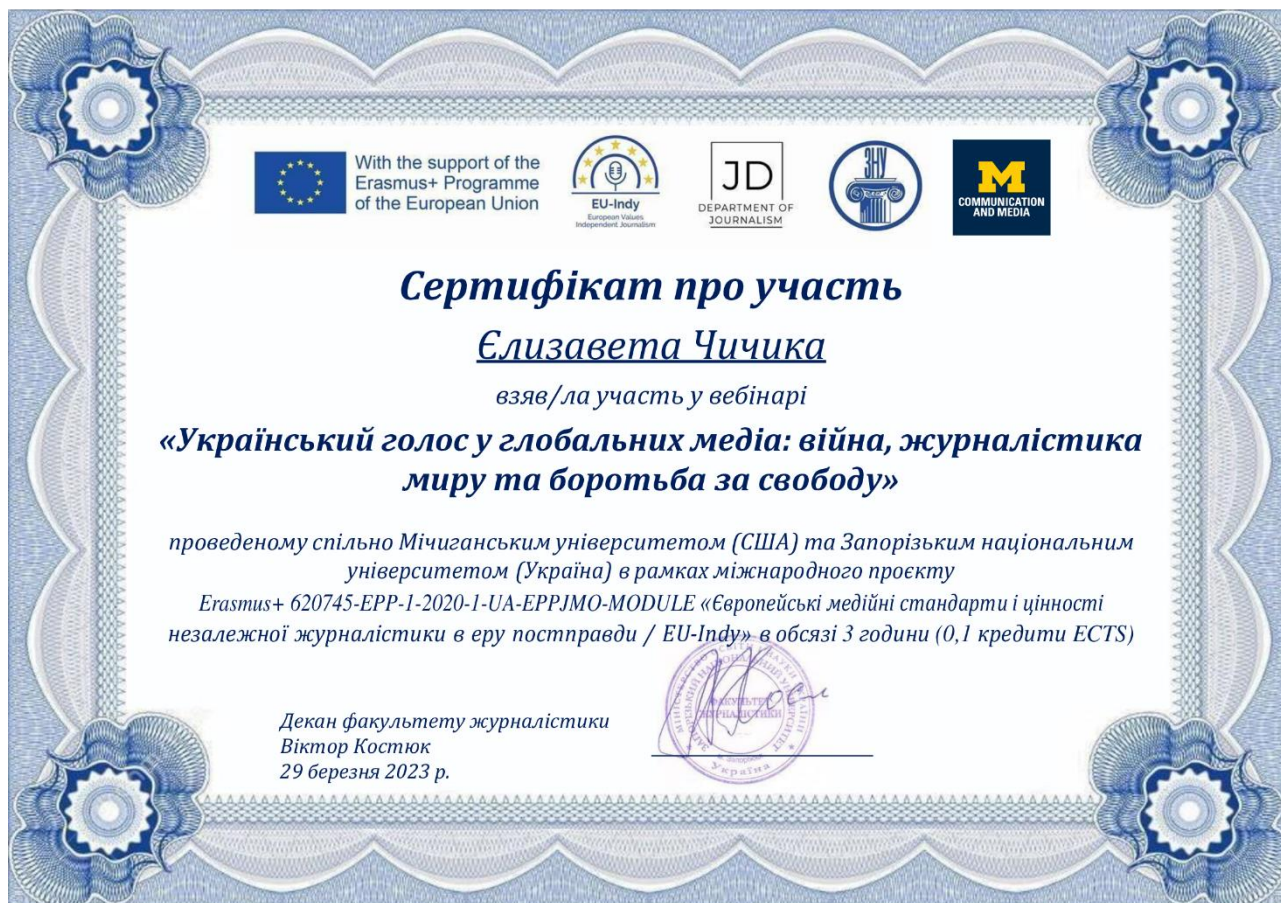 With the support of the
Erasmus+ Programme
of the European Union
EU-Indy
European Values
Independent Journalism
JD
DEPARTMENT OF
JOURNALISM
ЗНУ
M
COMMUNICATION
AND MEDIA
Сертифікат про участь
Єлизавета Чичика
взяв/ла участь у вебінарі
«Український голос у глобальних медіа: війна, журналістика
миру та боротьба за свободу»
проведеному спільно Мічиганським університетом (США) та Запорізьким національним
університетом (Україна) в рамках міжнародного проєкту
Erasmus+ 620745-EPP-1-2020-1-UA-EPPJMO-MODULE «Європейські медійні стандарти і цінності
незалежної журналістики в еру постправди / EU-Indy» в обсязі 3 години (0,1 кредити ECTS)
Декан факультету журналістики
Віктор Костюк
29 березня 2023 р.
ФАКУЛЬТЕТ
ЖУРНАЛІСТИКИ
Україна